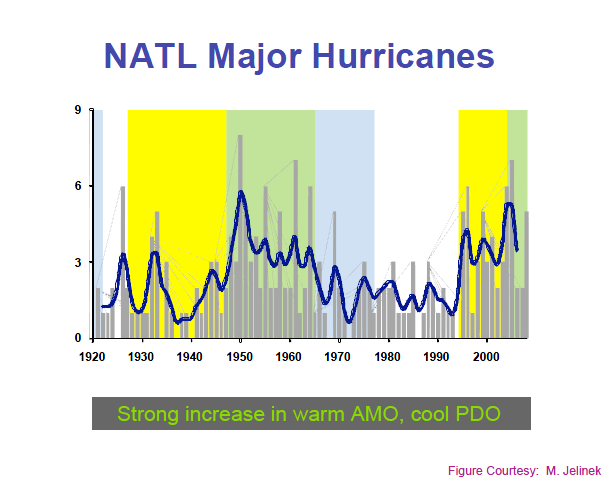 NATL Major Hurricanes
9
6
3
0
1920 1930 1940 1950 1960 1970 1980 1990 2000
Strong increase in warm AMO, cool PDO
Figure Courtesy: M. Jelinek